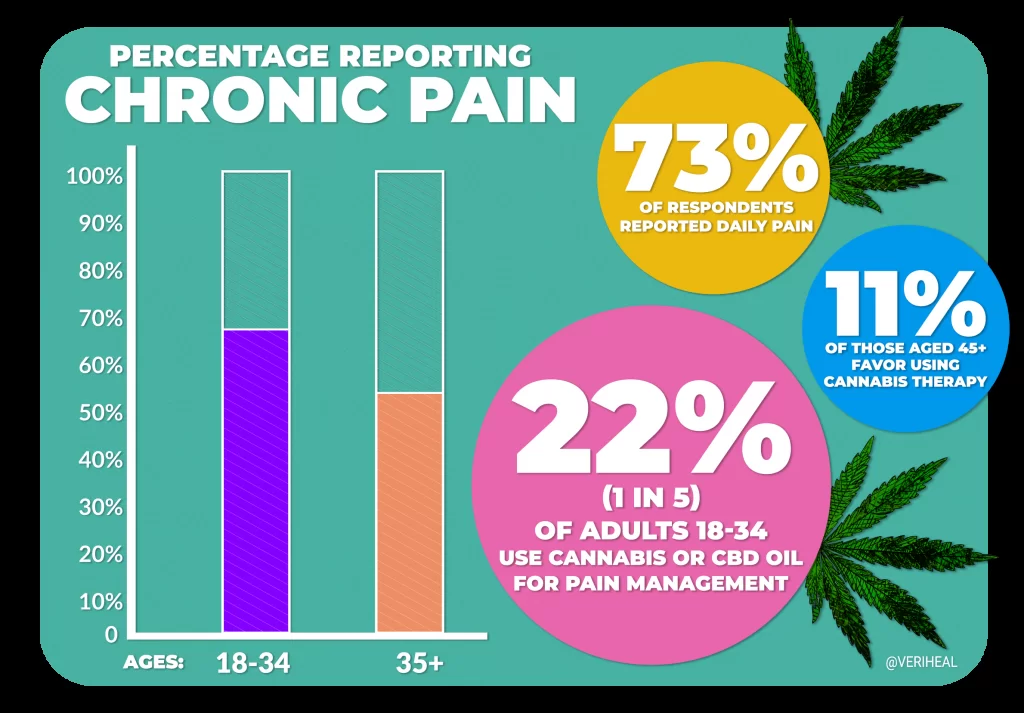 PERCENTAGE REPORTING
CHRONIC PAIN
100%
90%
80%
70%
60%
50%
40%
30%
20%
10%
0
AGES: 18-34 35+
73%
OF RESPONDENTS
REPORTED DAILY PAIN
11%
OF THOSE AGED 45+
FAVOR USING
CANNABIS THERAPY
22%
(1 IN 5)
OF ADULTS 18-34
USE CANNABIS OR CBD OIL
FOR PAIN MANAGEMENT
@VERIHEAL